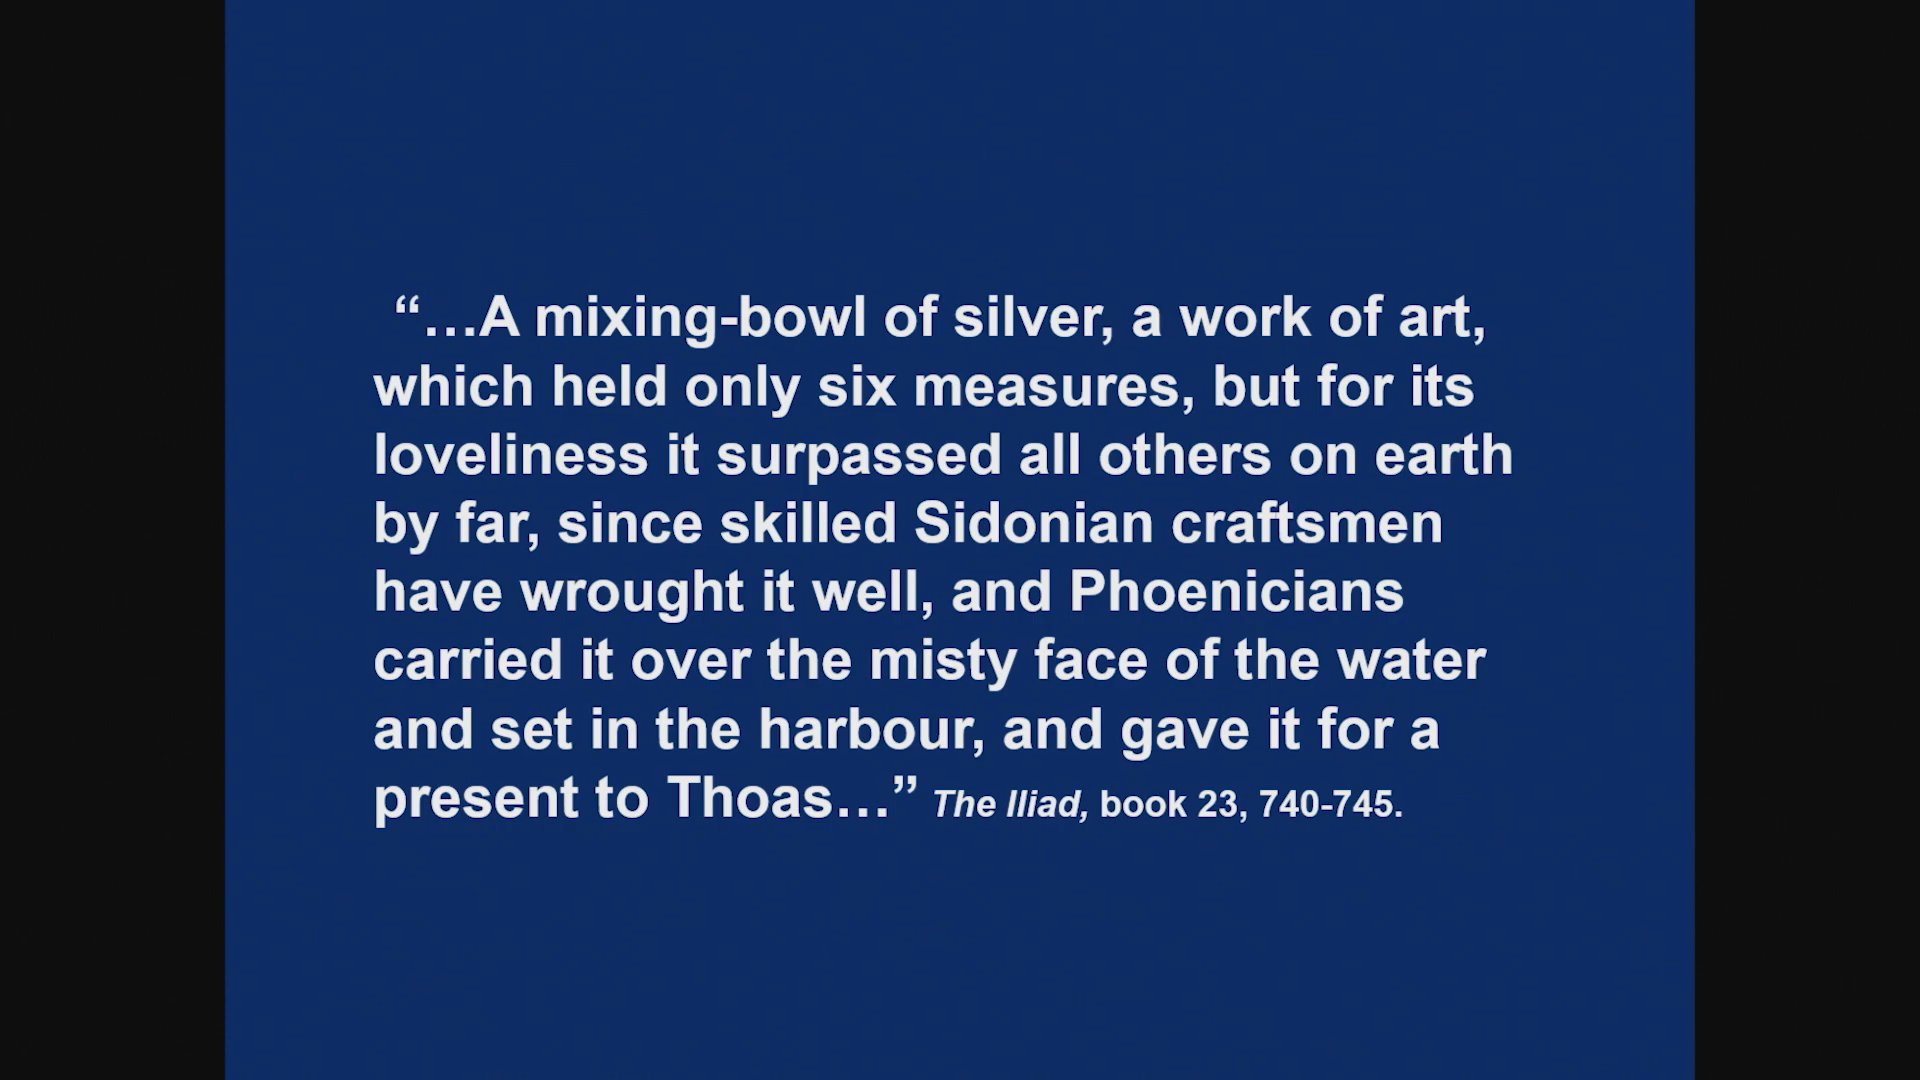 “…A mixing-bowl of silver, a work of art,
which held only six measures, but for its
loveliness it surpassed all others on earth
by far, since skilled Sidonian craftsmen
have wrought it well, and Phoenicians
carried it over the misty face of the water
and set in the harbour, and gave it for a
present to Thoas…” The Iliad, book 23, 740-745.